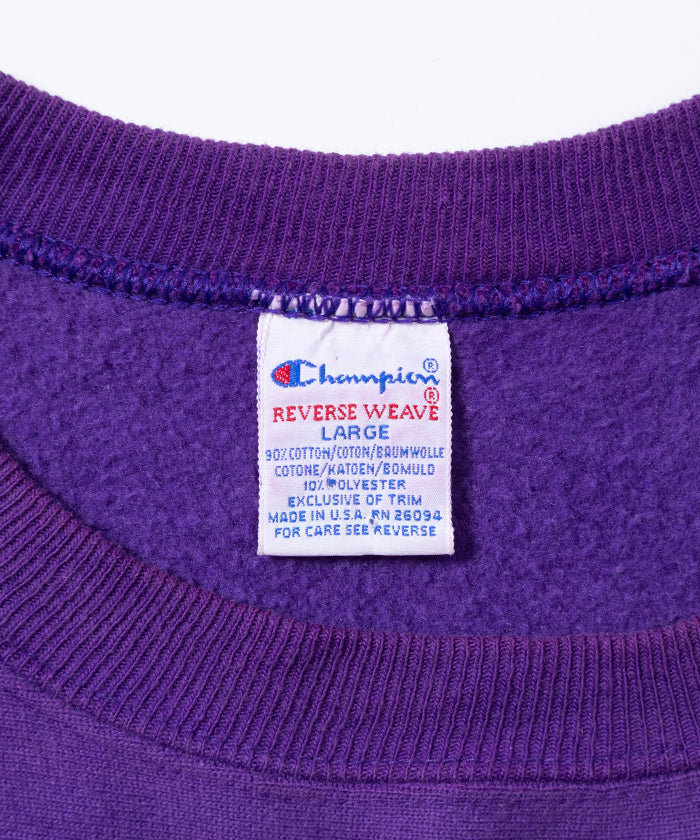 Champion®
REVERSE WEAVE®
LARGE
90% COTTON/COTON/BAUMWOLLE
COTONE/KATOEN/BOMULD
10% POLYESTER
EXCLUSIVE OF TRIM
MADE IN U.S.A. RN 26094
FOR CARE SEE REVERSE